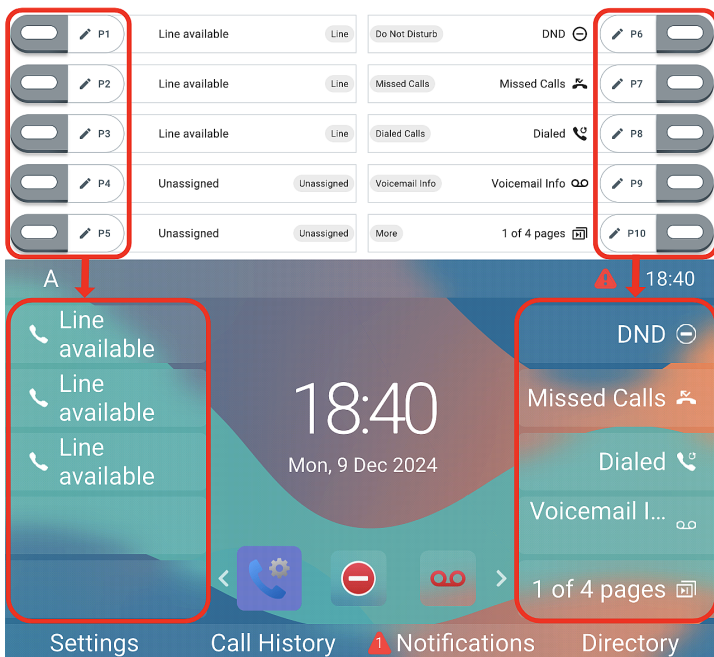 P1 Line available Line Do Not Disturb DND P6
P2 Line available Line Missed Calls Missed Calls P7
P3 Line available Line Dialed Calls Dialed P8
P4 Unassigned Unassigned Voicemail Info Voicemail Info P9
P5 Unassigned Unassigned More 1 of 4 pages P10
A 18:40
Line
available
Line
available
Line
available
18:40
Mon, 9 Dec 2024
DND
Missed Calls
Dialed
Voicemail I...
1 of 4 pages
Settings Call History 1 Notifications Directory